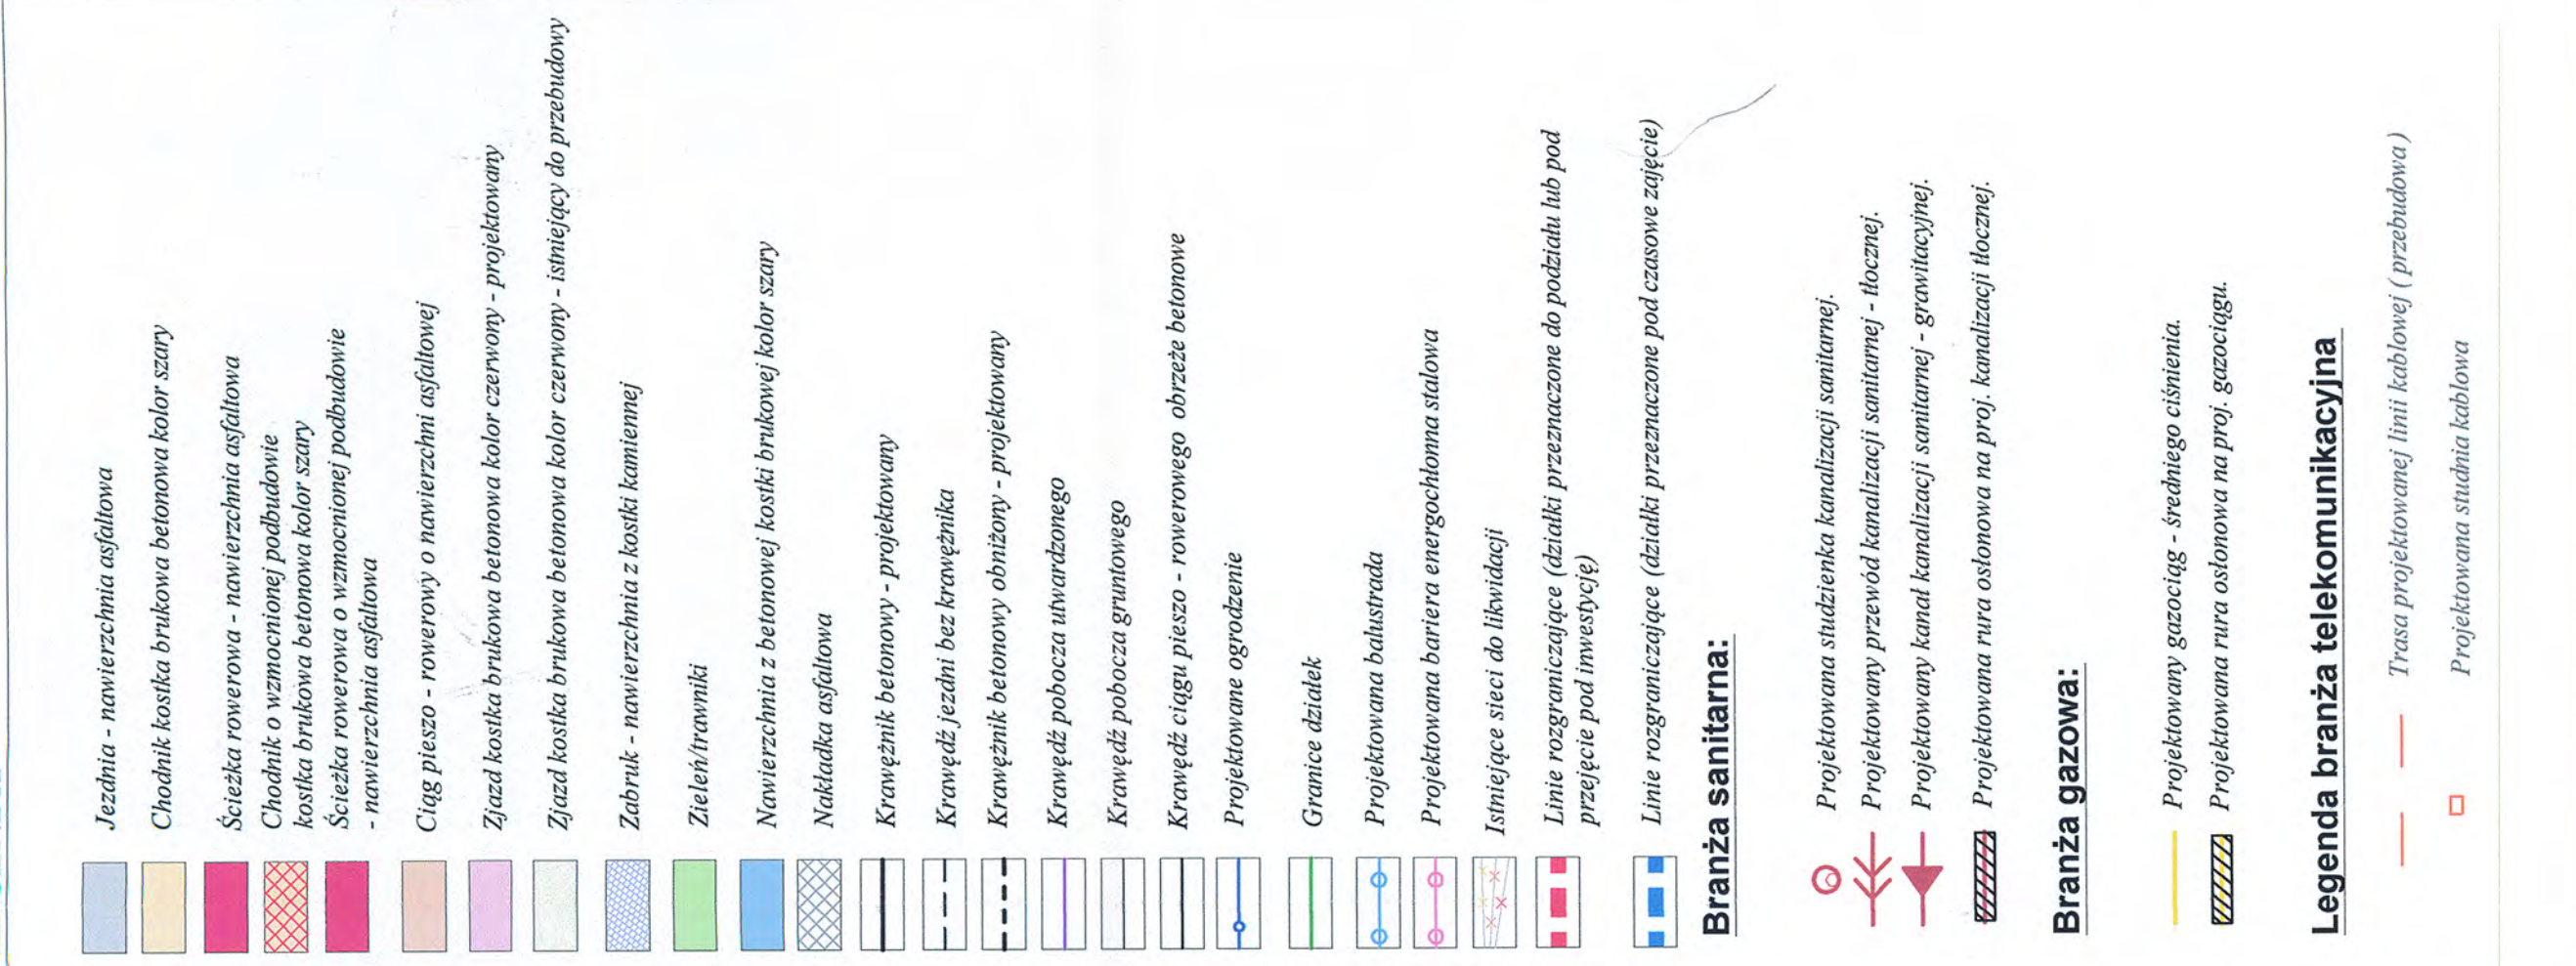 Jezdnia - nawierzchnia asfaltowa
Chodnik kostka brukowa betonowa kolor szary
Ścieżka rowerowa - nawierzchnia asfaltowa
Chodnik o wzmocnionej podbudowie
kostka brukowa betonowa kolor szary
Ścieżka rowerowa o wzmocnionej podbudowie
- nawierzchnia asfaltowa
Ciąg pieszo - rowerowy o nawierzchni asfaltowej
Zjazd kostka brukowa betonowa kolor czerwony - projektowany
Zjazd kostka brukowa betonowa kolor czerwony - istniejący do przebudowy
Zabruk - nawierzchnia z kostki kamiennej
Zieleń/trawniki
Nawierzchnia z betonowej kostki brukowej kolor szary
Nakładka asfaltowa
Krawężnik betonowy - projektowany
Krawędź jezdni bez krawężnika
Krawężnik betonowy obniżony - projektowany
Krawędź pobocza utwardzonego
Krawędź pobocza gruntowego
Krawędź ciągu pieszo - rowerowego obrzeże betonowe
Projektowane ogrodzenie
Granice działek
Projektowana balustrada
Projektowana bariera energochłonna stalowa
Istniejące sieci do likwidacji
Linie rozgraniczające (działki przeznaczone do podziału lub pod
przejęcie pod inwestycję)
Linie rozgraniczające (działki przeznaczone pod czasowe zajęcie)
Branża sanitarna:
Projektowana studzienka kanalizacji sanitarnej.
Projektowany przewód kanalizacji sanitarnej - tłocznej.
Projektowany kanał kanalizacji sanitarnej - grawitacyjnej.
Projektowana rura osłonowa na proj. kanalizacji tłocznej.
Branża gazowa:
Projektowany gazociąg - średniego ciśnienia.
Projektowana rura osłonowa na proj. gazociągu.
Legenda branża telekomunikacyjna
Trasa projektowanej linii kablowej ( przebudowa)
Projektowana studnia kablowa